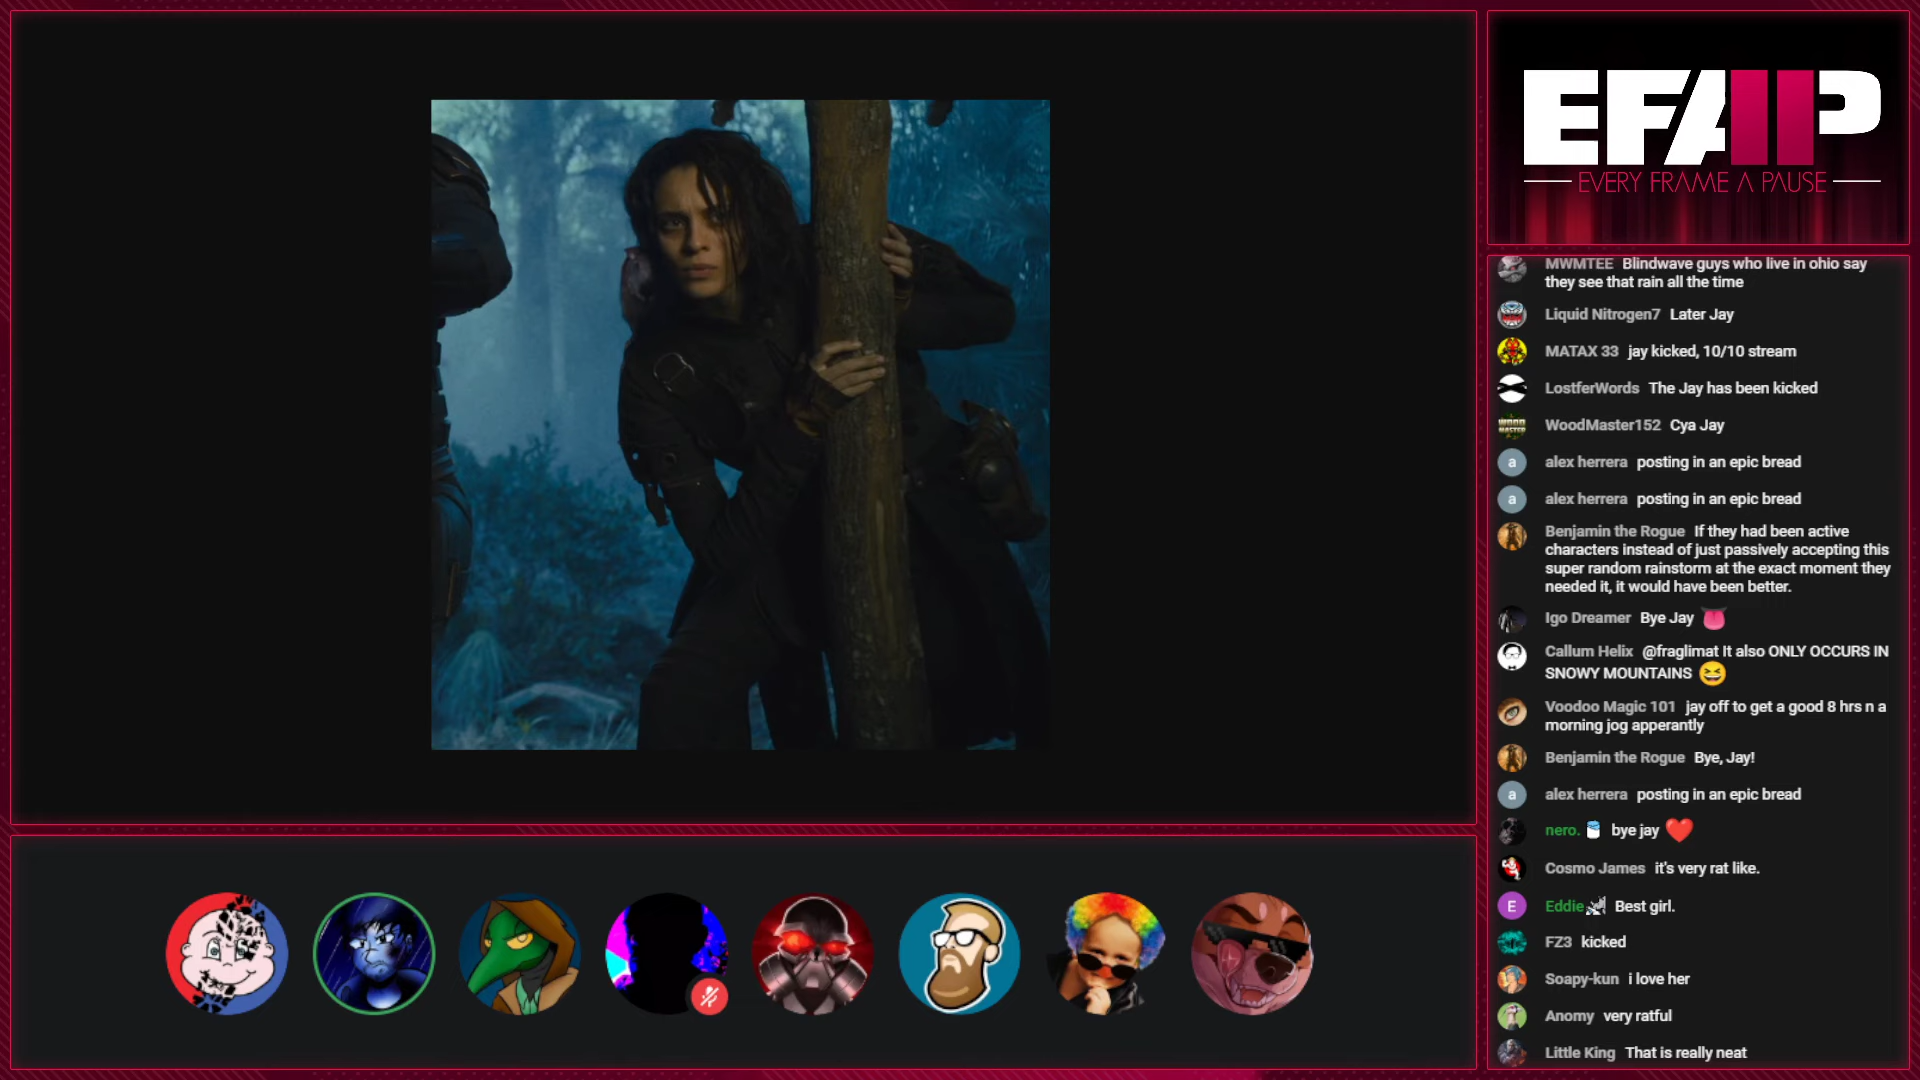 EFAP
EVERY FRAME A PAUSE
MWMTEE Blindwave guys who live in ohio say
they see that rain all the time
Liquid Nitrogen7 Later Jay
MATAX 33 jay kicked, 10/10 stream
LostferWords The Jay has been kicked
WOOD MASTER
WoodMaster152 Cya Jay
a
alex herrera posting in an epic bread
a
alex herrera posting in an epic bread
Benjamin the Rogue If they had been active
characters instead of just passively accepting this
super random rainstorm at the exact moment they
needed it, it would have been better.
Igo Dreamer Bye Jay 👅
Callum Helix @fraglimat It also ONLY OCCURS IN
SNOWY MOUNTAINS 😆
Voodoo Magic 101 jay off to get a good 8 hrs n a
morning jog apperantly
Benjamin the Rogue Bye, Jay!
a
alex herrera posting in an epic bread
nero. bye jay ❤️
Cosmo James it's very rat like.
E
Eddie Best girl.
FZ3 kicked
Soapy-kun i love her
Anomy very ratful
Little King That is really neat